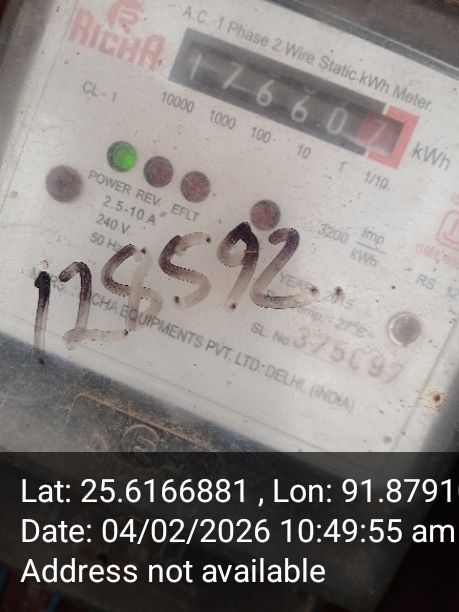 RICHA
A.C. 1 Phase 2 Wire Static kWh Meter.
176607
kWh
CL - 1
10000 1000 100 10 1 1/10
POWER REV EFLT
2.5-10 A
240 V
50 Hz
3200 Imp/kWh
128592
YEAR 2015
RS 12
RICHA EQUIPMENTS PVT. LTD. DELHI, (INDIA)
SL. No. 375C97
Lat: 25.6166881 , Lon: 91.8791
Date: 04/02/2026 10:49:55 am
Address not available